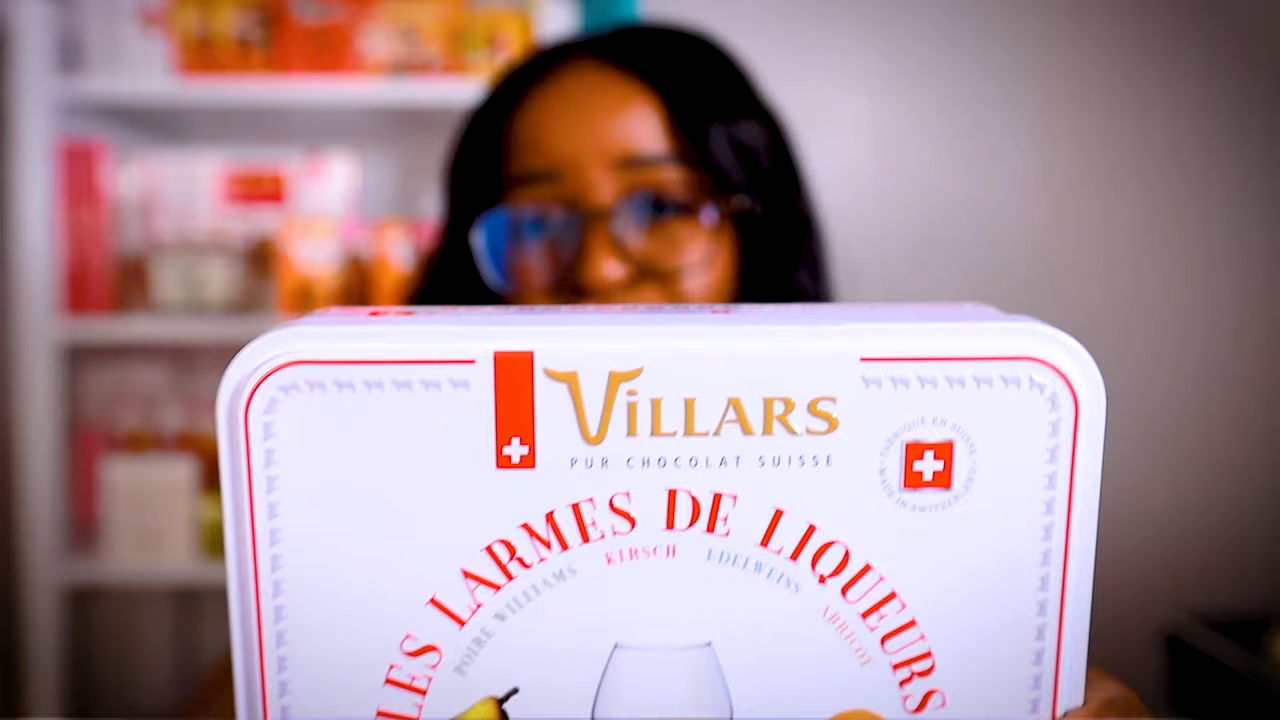 ViLLARS
PUR CHOCOLAT SUISSE
FABRIQUÉ EN SUISSE
MADE IN SWITZERLAND
LES LARMES DE LIQUEURS
POIRE WILLIAMS KIRSCH EDELWEISS ABRICOT